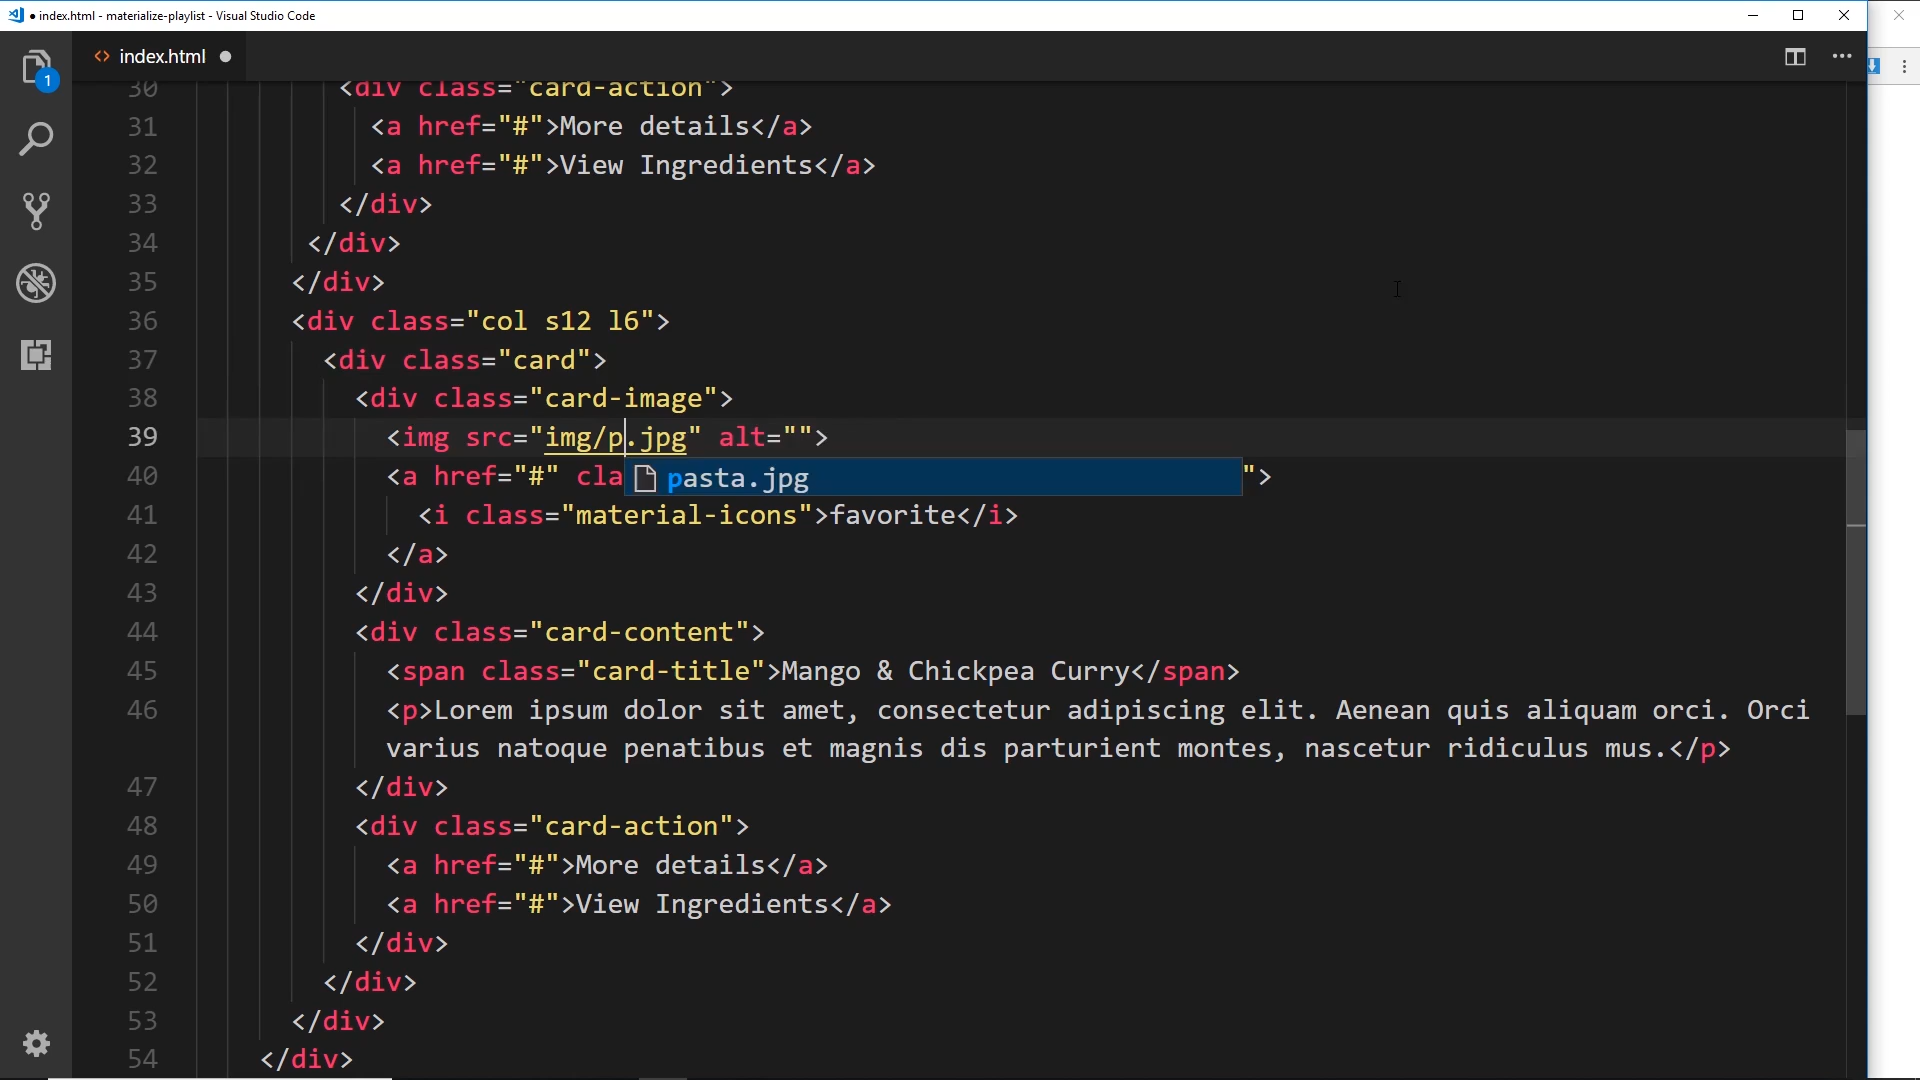 ● index.html - materialize-playlist - Visual Studio Code
1
<> index.html ●
30 <div class="card-action">
31 <a href="#">More details</a>
32 <a href="#">View Ingredients</a>
33 </div>
34 </div>
35 </div>
36 <div class="col s12 l6">
37 <div class="card">
38 <div class="card-image">
39 <img src="img/p.jpg" alt="">
40 <a href="#" cla pasta.jpg ">
41 <i class="material-icons">favorite</i>
42 </a>
43 </div>
44 <div class="card-content">
45 <span class="card-title">Mango & Chickpea Curry</span>
46 <p>Lorem ipsum dolor sit amet, consectetur adipiscing elit. Aenean quis aliquam orci. Orci
varius natoque penatibus et magnis dis parturient montes, nascetur ridiculus mus.</p>
47 </div>
48 <div class="card-action">
49 <a href="#">More details</a>
50 <a href="#">View Ingredients</a>
51 </div>
52 </div>
53 </div>
54 </div>